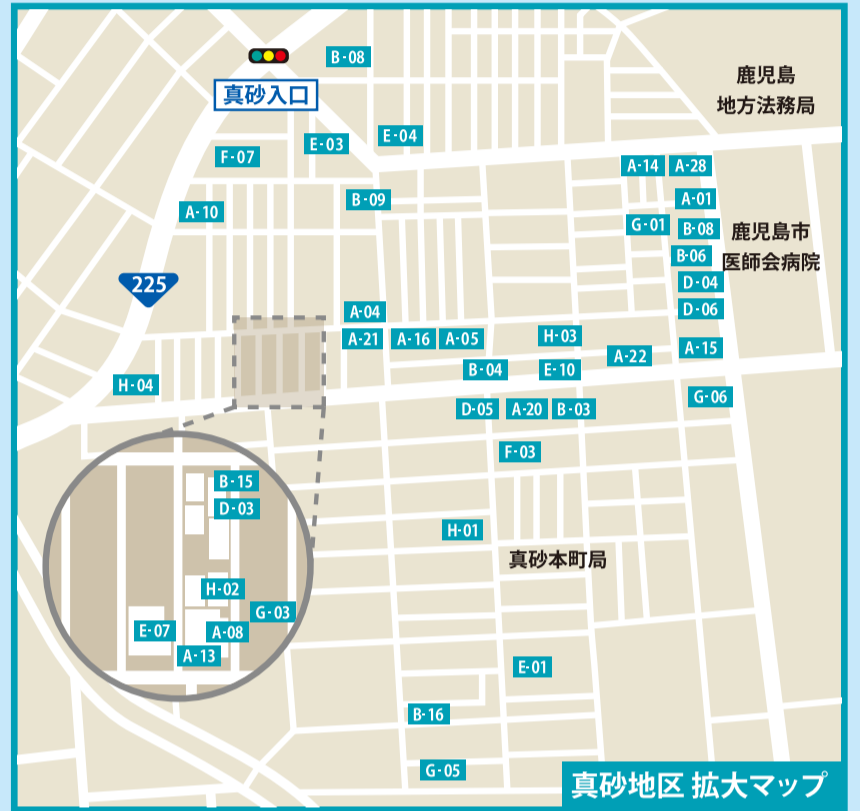 B-08
真砂入口
E-04
E-03
F-07
鹿児島
地方法務局
A-14
A-28
B-09
A-01
A-10
G-01
B-08
鹿児島市
医師会病院
B-06
225
D-04
A-04
D-06
A-21
A-16
A-05
H-03
A-22
A-15
B-04
E-10
H-04
G-06
D-05
A-20
B-03
F-03
B-15
D-03
H-01
真砂本町局
H-02
G-03
E-07
A-08
A-13
E-01
B-16
G-05
真砂地区 拡大マップ